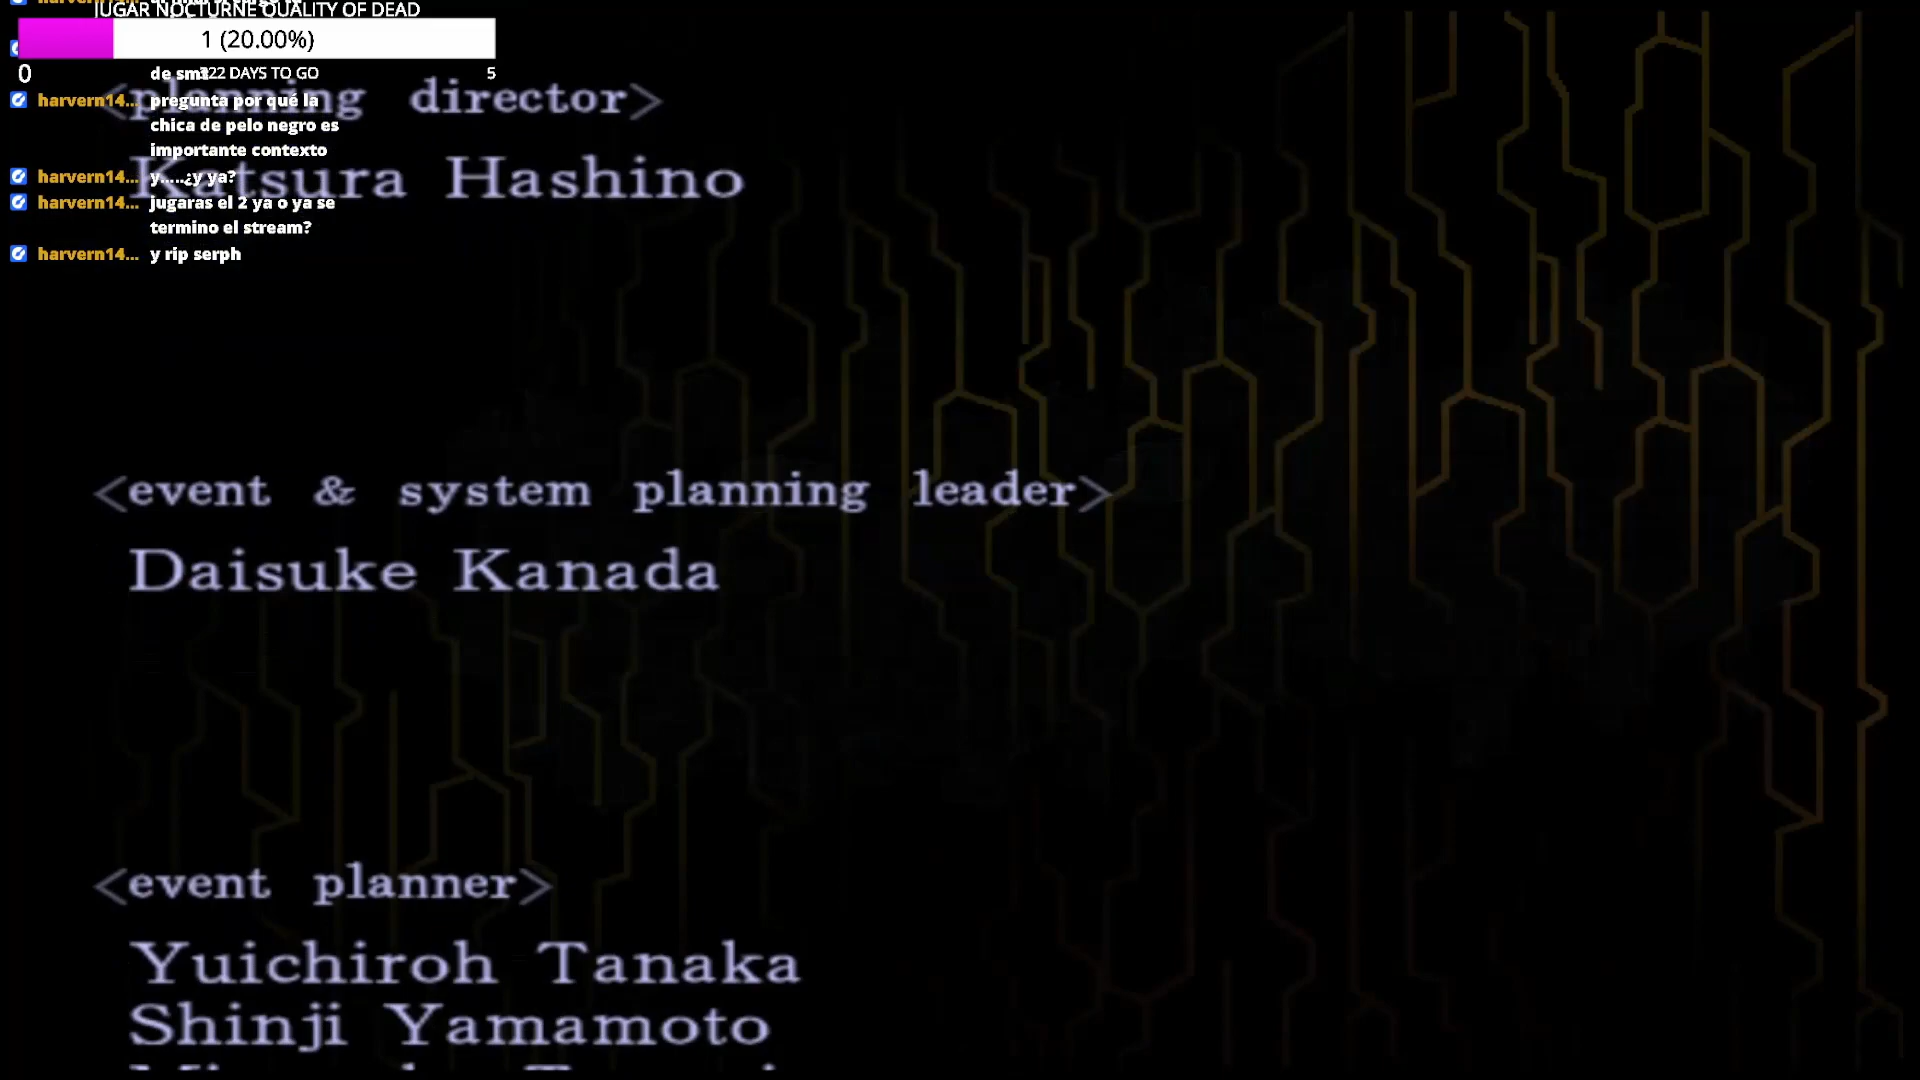 JUGAR NOCTURNE QUALITY OF DEAD
1 (20.00%)
0
322 DAYS TO GO
5
de smt
harvern14... pregunta por qué la
chica de pelo negro es
importante contexto
harvern14... y.....¿y ya?
harvern14... jugaras el 2 ya o ya se
termino el stream?
harvern14... y rip serph
<planning director>
Katsura Hashino
<event & system planning leader>
Daisuke Kanada
<event planner>
Yuichiroh Tanaka
Shinji Yamamoto